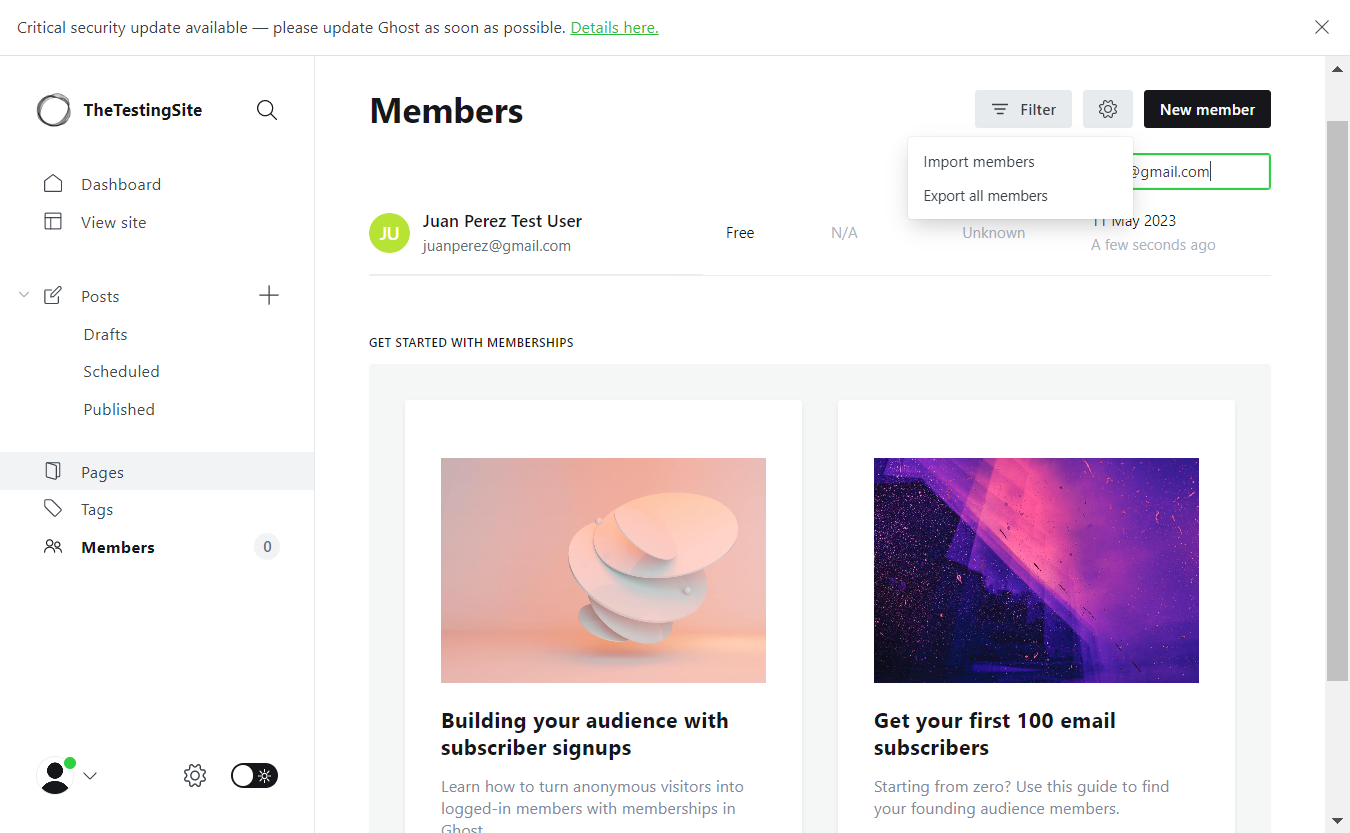 Critical security update available — please update Ghost as soon as possible. Details here.
TheTestingSite
Members
Filter
New member
Import members
@gmail.com
Export all members
Dashboard
View site
JU
Juan Perez Test User
juanperez@gmail.com
Free
N/A
Unknown
11 May 2023
A few seconds ago
Posts
Drafts
Scheduled
Published
Pages
Tags
Members
0
GET STARTED WITH MEMBERSHIPS
Building your audience with
subscriber signups
Learn how to turn anonymous visitors into
logged-in members with memberships in
Ghost
Get your first 100 email
subscribers
Starting from zero? Use this guide to find
your founding audience members.